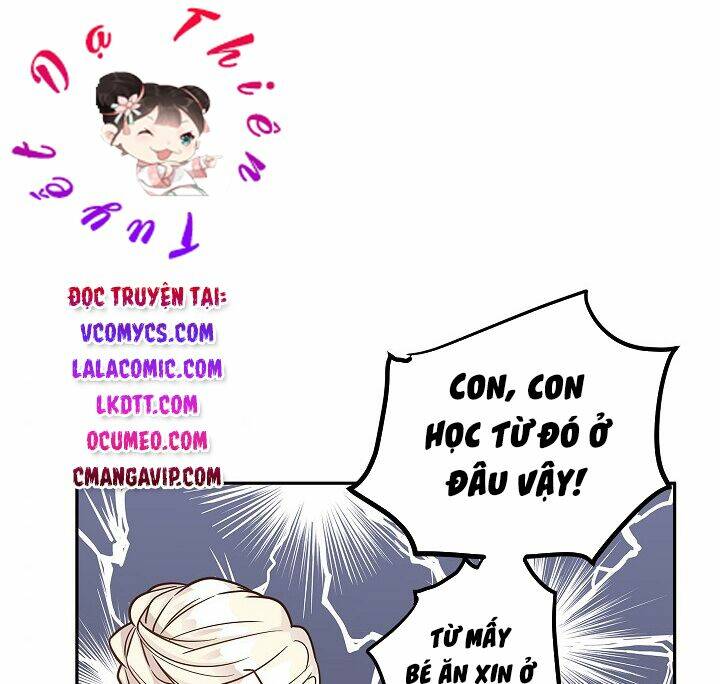 Tuyết Dạ Thiên
ĐỌC TRUYỆN TẠI:
VCOMYCS.COM
LALACOMIC.COM
LKDTT.COM
OCUMEO.COM
CMANGAVIP.COM
CON, CON
HỌC TỪ ĐÓ Ở
ĐÂU VẬY!
TỪ MẤY
BÉ ĂN XIN Ở